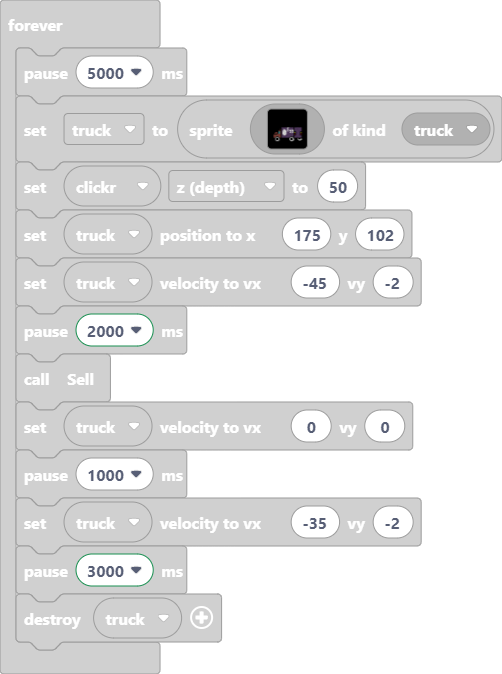 forever
pause 5000 ms
set truck to sprite of kind truck
set clickr z (depth) to 50
set truck position to x 175 y 102
set truck velocity to vx -45 vy -2
pause 2000 ms
call Sell
set truck velocity to vx 0 vy 0
pause 1000 ms
set truck velocity to vx -35 vy -2
pause 3000 ms
destroy truck